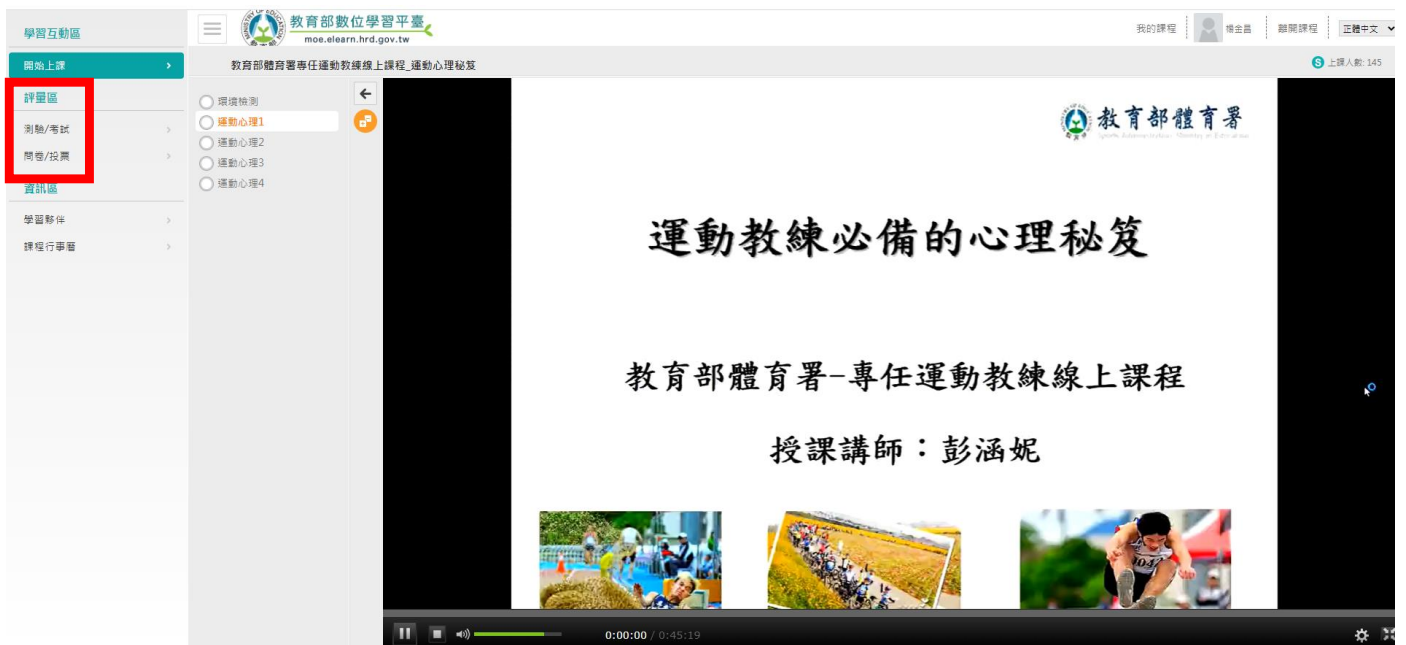 學習互動區
開始上課
評量區
測驗/考試
問卷/投票
資訊區
學習夥伴
課程行事曆
教育部數位學習平臺
moe.elearn.hrd.gov.tw
我的課程
楊金昌
離開課程
正體中文
教育部體育署專任運動教練線上課程_運動心理秘笈
S 上課人數: 145
環境檢測
運動心理1
運動心理2
運動心理3
運動心理4
教育部體育署
運動教練必備的心理秘笈
教育部體育署-專任運動教練線上課程
授課講師：彭涵妮
0:00:00 / 0:45:19